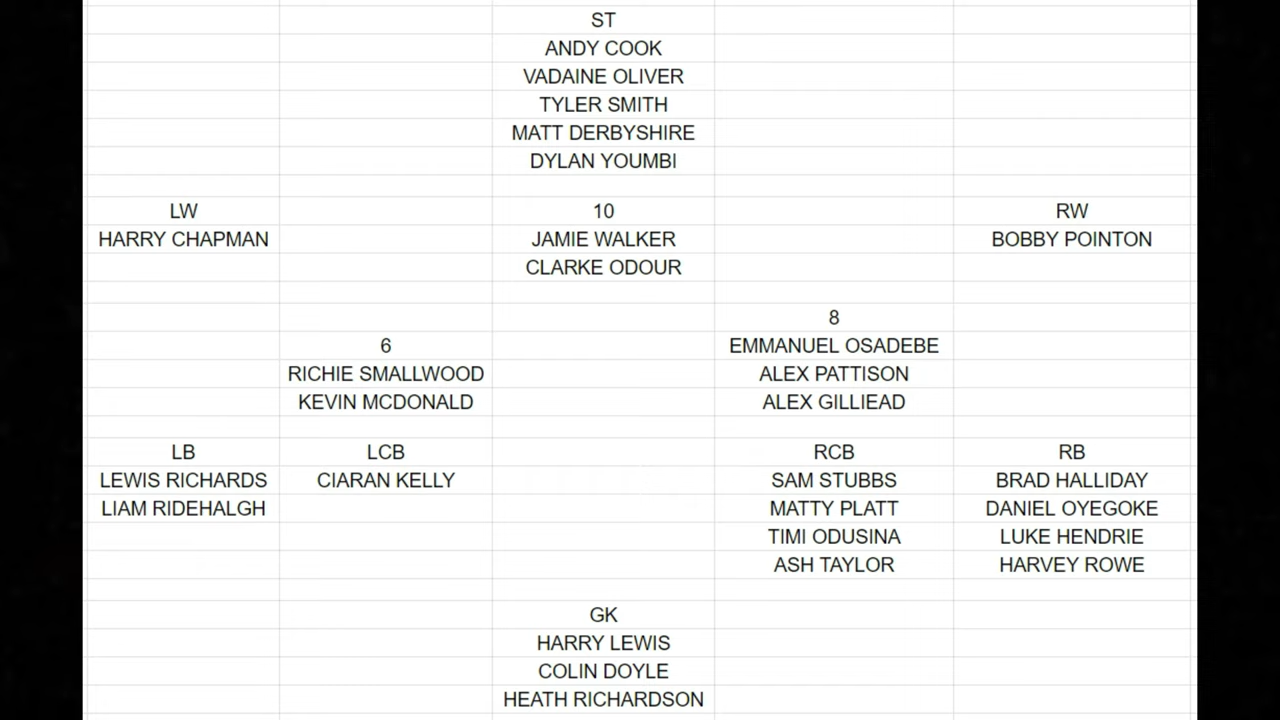 ST
ANDY COOK
VADAINE OLIVER
TYLER SMITH
MATT DERBYSHIRE
DYLAN YOUMBI
LW 10 RW
HARRY CHAPMAN JAMIE WALKER BOBBY POINTON
CLARKE ODOUR
8
6 EMMANUEL OSADEBE
RICHIE SMALLWOOD ALEX PATTISON
KEVIN MCDONALD ALEX GILLIEAD
LB LCB RCB RB
LEWIS RICHARDS CIARAN KELLY SAM STUBBS BRAD HALLIDAY
LIAM RIDEHALGH MATTY PLATT DANIEL OYEGOKE
TIMI ODUSINA LUKE HENDRIE
ASH TAYLOR HARVEY ROWE
GK
HARRY LEWIS
COLIN DOYLE
HEATH RICHARDSON